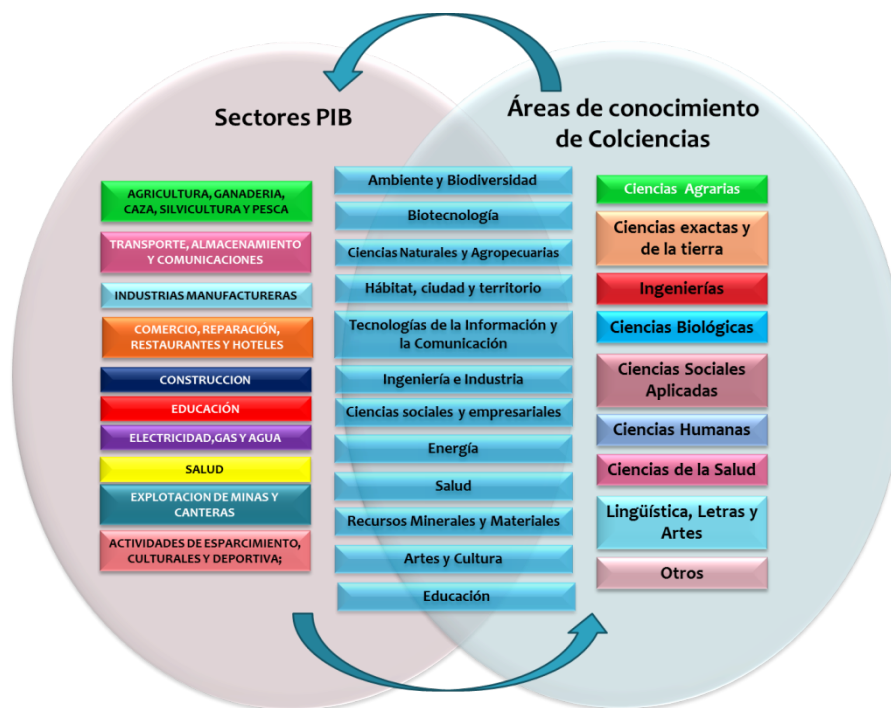 Sectores PIB
Áreas de conocimiento
de Colciencias
AGRICULTURA, GANADERIA,
CAZA, SILVICULTURA Y PESCA
TRANSPORTE, ALMACENAMIENTO
Y COMUNICACIONES
INDUSTRIAS MANUFACTURERAS
COMERCIO, REPARACIÓN,
RESTAURANTES Y HOTELES
CONSTRUCCION
EDUCACIÓN
ELECTRICIDAD,GAS Y AGUA
SALUD
EXPLOTACION DE MINAS Y
CANTERAS
ACTIVIDADES DE ESPARCIMIENTO,
CULTURALES Y DEPORTIVA;
Ambiente y Biodiversidad
Biotecnología
Ciencias Naturales y Agropecuarias
Hábitat, ciudad y territorio
Tecnologías de la Información y
la Comunicación
Ingeniería e Industria
Ciencias sociales y empresariales
Energía
Salud
Recursos Minerales y Materiales
Artes y Cultura
Educación
Ciencias Agrarias
Ciencias exactas y
de la tierra
Ingenierías
Ciencias Biológicas
Ciencias Sociales
Aplicadas
Ciencias Humanas
Ciencias de la Salud
Lingüística, Letras y
Artes
Otros